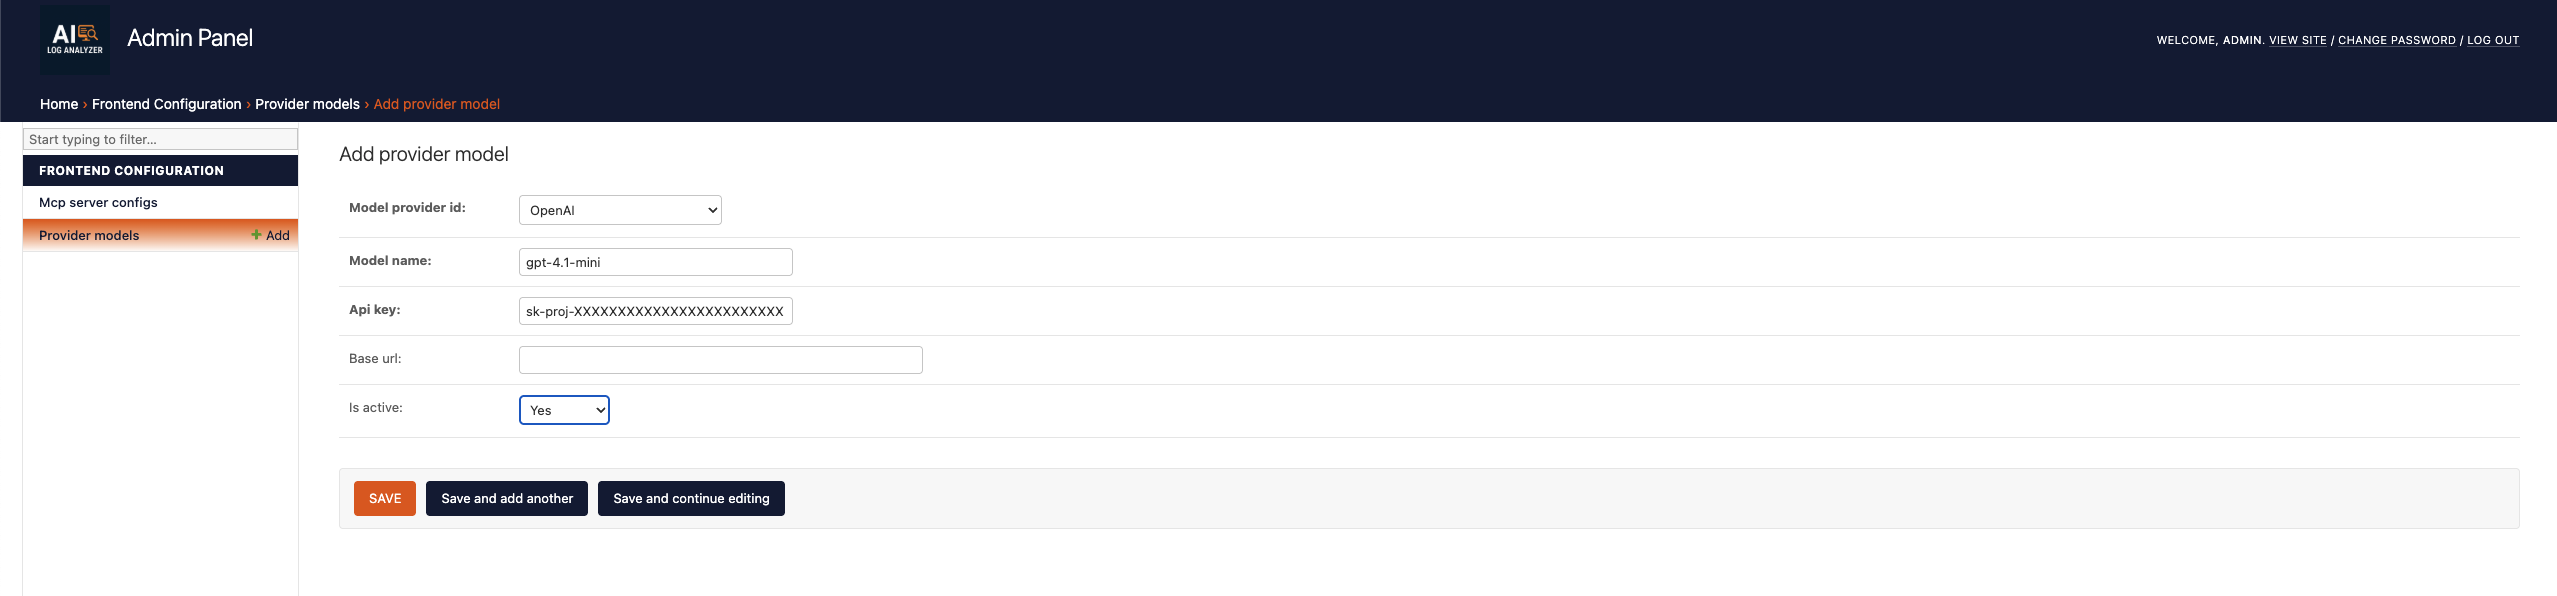 AI
LOG ANALYZER
Admin Panel
WELCOME, ADMIN. VIEW SITE / CHANGE PASSWORD / LOG OUT
Home › Frontend Configuration › Provider models › Add provider model
Start typing to filter...
FRONTEND CONFIGURATION
Mcp server configs
Provider models + Add
Add provider model
Model provider id: OpenAI
Model name: gpt-4.1-mini
Api key: sk-proj-XXXXXXXXXXXXXXXXXXXXXXXX
Base url:
Is active: Yes
SAVE Save and add another Save and continue editing